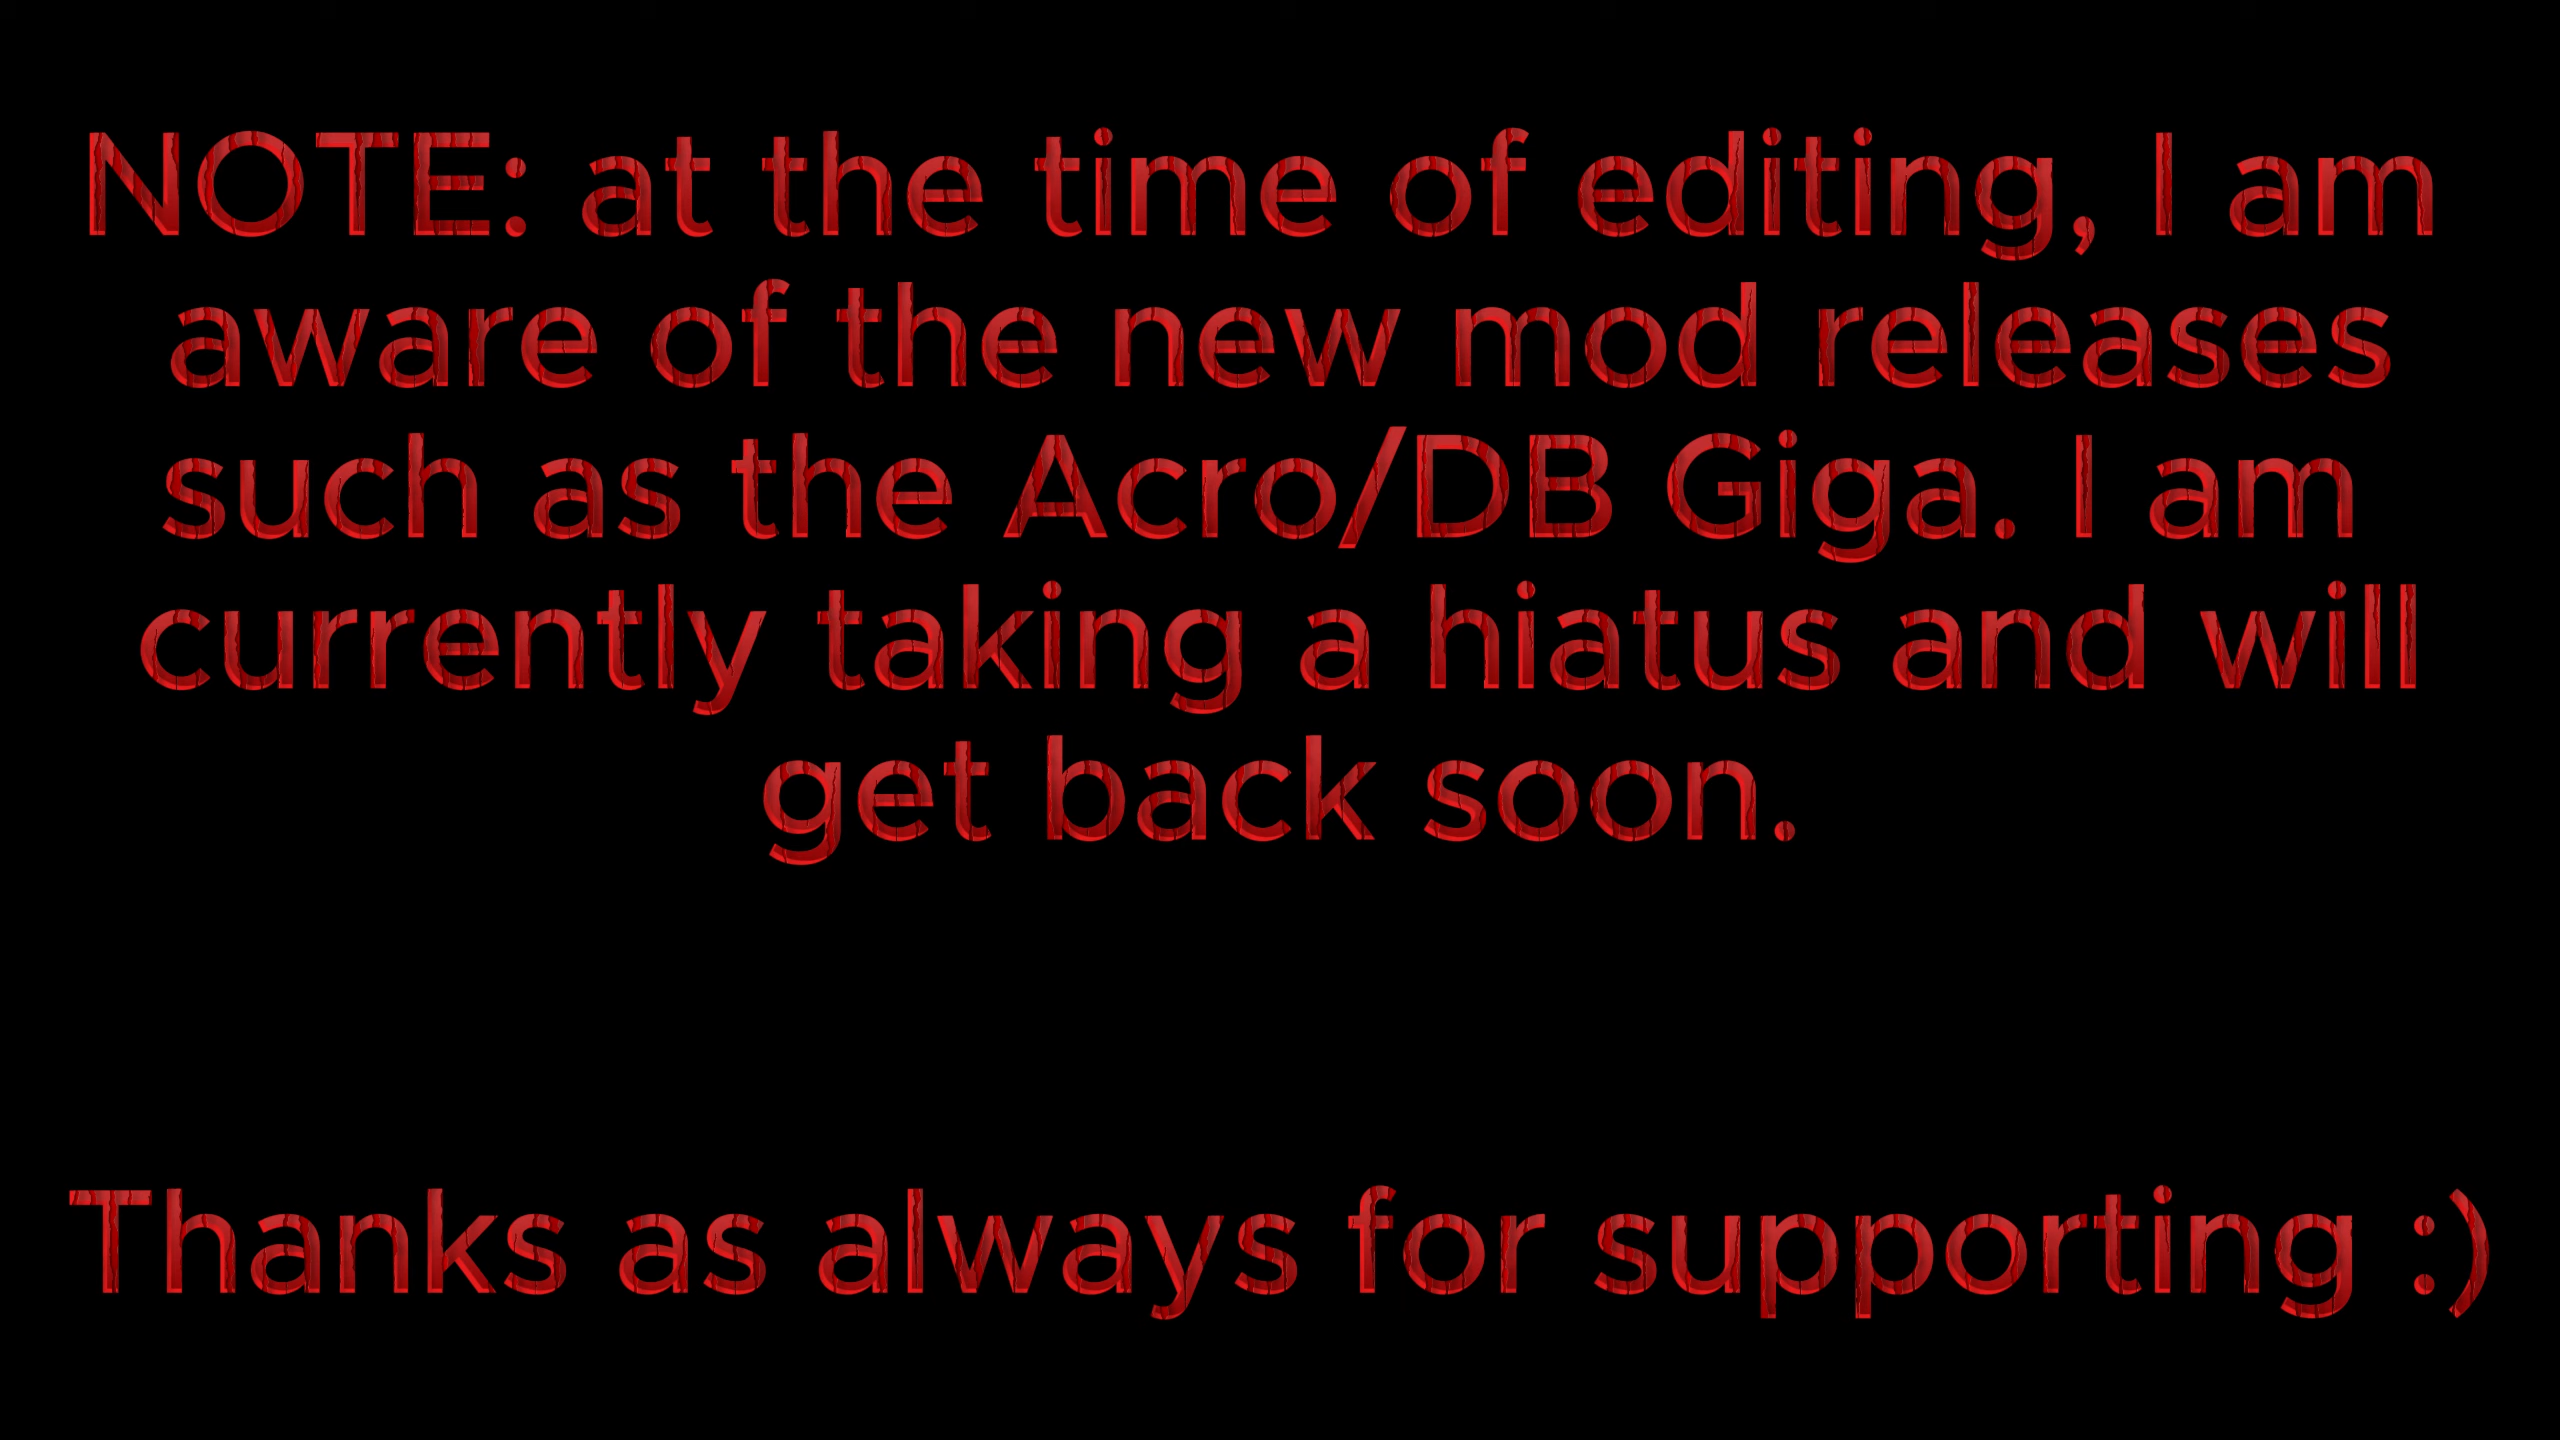 NOTE: at the time of editing, I am
aware of the new mod releases
such as the Acro/DB Giga. I am
currently taking a hiatus and will
get back soon.
Thanks as always for supporting :)